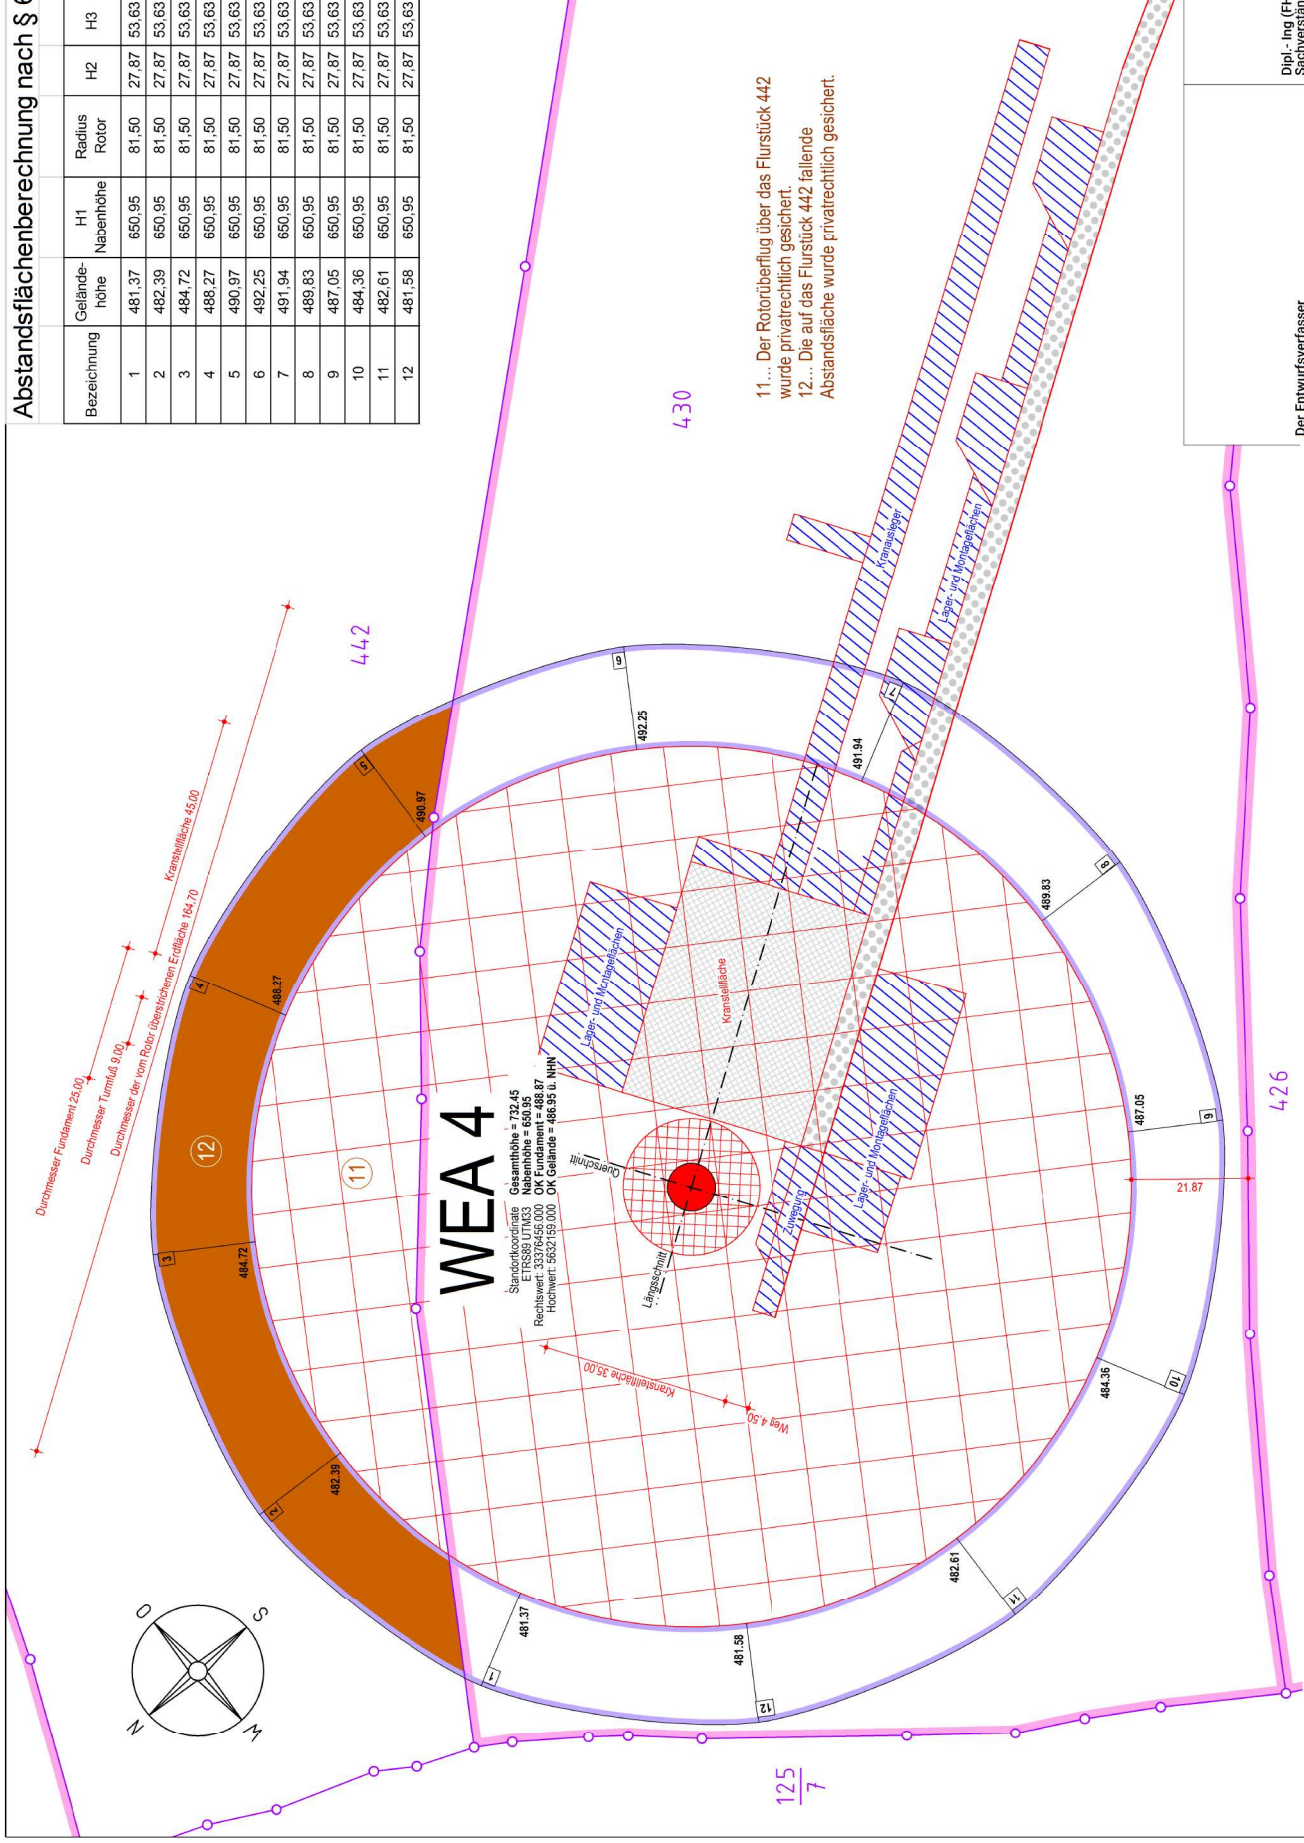 Abstandsflächenberechnung nach § 6
Bezeichnung Gelände-höhe H1 Nabenhöhe Radius Rotor H2 H3
1 481,37 650,95 81,50 27,87 53,63
2 482,39 650,95 81,50 27,87 53,63
3 484,72 650,95 81,50 27,87 53,63
4 488,27 650,95 81,50 27,87 53,63
5 490,97 650,95 81,50 27,87 53,63
6 492,25 650,95 81,50 27,87 53,63
7 491,94 650,95 81,50 27,87 53,63
8 489,83 650,95 81,50 27,87 53,63
9 487,05 650,95 81,50 27,87 53,63
10 484,36 650,95 81,50 27,87 53,63
11 482,61 650,95 81,50 27,87 53,63
12 481,58 650,95 81,50 27,87 53,63
Durchmesser Fundament 25,00
Durchmesser Turmfuß 9,00
Kranstellfläche 45,00
Durchmesser der vom Rotor überstrichenen Erdfläche 164,70
442
430
426
125
7
11... Der Rotorüberflug über das Flurstück 442
wurde privatrechtlich gesichert.
12... Die auf das Flurstück 442 fallende
Abstandsfläche wurde privatrechtlich gesichert.
N
O
S
W
12
11
WEA 4
Standortkoordinate
ETRS89 UTM33
Rechtswert: 33376456.000
Hochwert: 5632159.000
Gesamthöhe = 732.45
Nabenhöhe = 650.95
OK Fundament = 488.87
OK Gelände = 486.95 ü. NHN
Querschnitt
Längsschnitt
Lager- und Montageflächen
Kranstellfläche
Lager- und Montageflächen
Zuwegung
Kranausleger
Lager- und Montageflächen
Kranstellfläche 35,00
Weg 4,50
21.87
1
481.37
2
482.39
3
484.72
4
488.27
5
490.97
6
492.25
7
491.94
8
489.83
9
487.05
10
484.36
11
482.61
12
481.58
Der Entwurfsverfasser
Dipl.- Ing (FH
Sachverstän